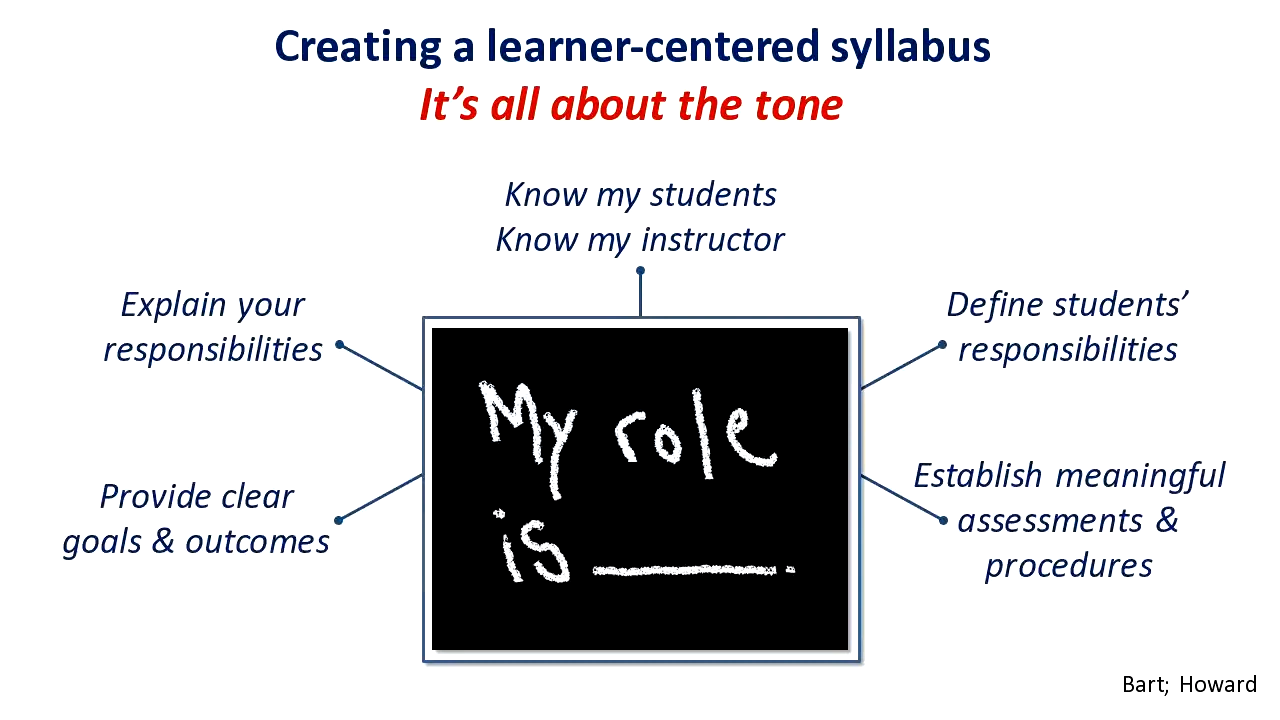 Creating a learner-centered syllabus
It's all about the tone
Know my students
Know my instructor
Explain your
responsibilities
Define students'
responsibilities
My role
is ______.
Provide clear
goals & outcomes
Establish meaningful
assessments &
procedures
Bart; Howard